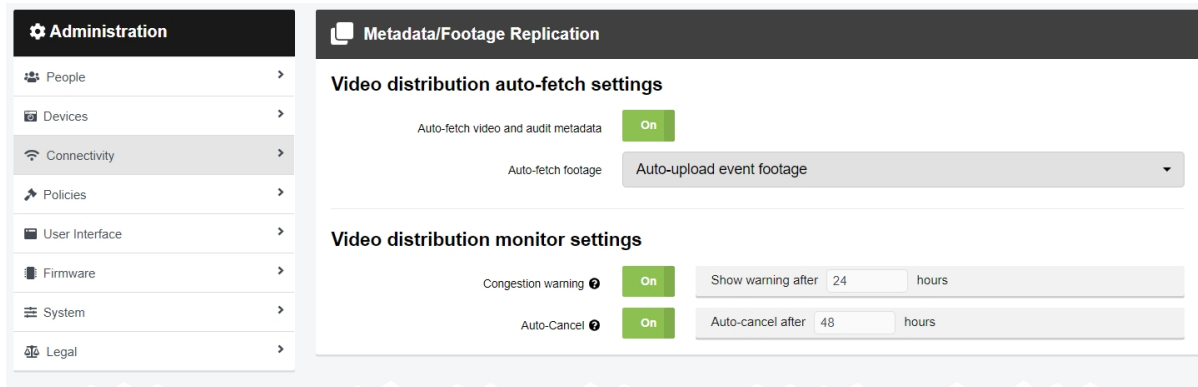 Administration
People
Devices
Connectivity
Policies
User Interface
Firmware
System
Legal
Metadata/Footage Replication
Video distribution auto-fetch settings
Auto-fetch video and audit metadata On
Auto-fetch footage Auto-upload event footage
Video distribution monitor settings
Congestion warning ? On Show warning after 24 hours
Auto-Cancel ? On Auto-cancel after 48 hours